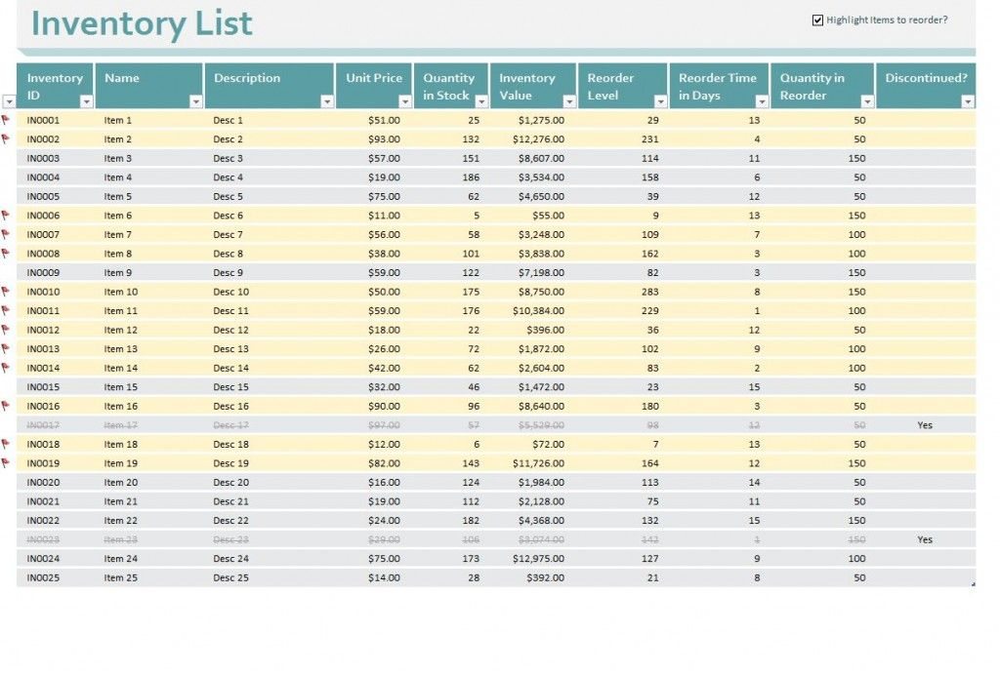 Inventory List
Highlight Items to reorder?
Inventory ID Name Description Unit Price Quantity in Stock Inventory Value Reorder Level Reorder Time in Days Quantity in Reorder Discontinued?
IN0001 Item 1 Desc 1 $51.00 25 $1,275.00 29 13 50
IN0002 Item 2 Desc 2 $93.00 132 $12,276.00 231 4 50
IN0003 Item 3 Desc 3 $57.00 151 $8,607.00 114 11 150
IN0004 Item 4 Desc 4 $19.00 186 $3,534.00 158 6 50
IN0005 Item 5 Desc 5 $75.00 62 $4,650.00 39 12 50
IN0006 Item 6 Desc 6 $11.00 5 $55.00 9 13 150
IN0007 Item 7 Desc 7 $56.00 58 $3,248.00 109 7 100
IN0008 Item 8 Desc 8 $38.00 101 $3,838.00 162 3 100
IN0009 Item 9 Desc 9 $59.00 122 $7,198.00 82 3 150
IN0010 Item 10 Desc 10 $50.00 175 $8,750.00 283 8 150
IN0011 Item 11 Desc 11 $59.00 176 $10,384.00 229 1 100
IN0012 Item 12 Desc 12 $18.00 22 $396.00 36 12 50
IN0013 Item 13 Desc 13 $26.00 72 $1,872.00 102 9 100
IN0014 Item 14 Desc 14 $42.00 62 $2,604.00 83 2 100
IN0015 Item 15 Desc 15 $32.00 46 $1,472.00 23 15 50
IN0016 Item 16 Desc 16 $90.00 96 $8,640.00 180 3 50
IN0017 Item 17 Desc 17 $97.00 57 $5,529.00 98 12 50 Yes
IN0018 Item 18 Desc 18 $12.00 6 $72.00 7 13 50
IN0019 Item 19 Desc 19 $82.00 143 $11,726.00 164 12 150
IN0020 Item 20 Desc 20 $16.00 124 $1,984.00 113 14 50
IN0021 Item 21 Desc 21 $19.00 112 $2,128.00 75 11 50
IN0022 Item 22 Desc 22 $24.00 182 $4,368.00 132 15 150
IN0023 Item 23 Desc 23 $29.00 106 $3,074.00 142 1 150 Yes
IN0024 Item 24 Desc 24 $75.00 173 $12,975.00 127 9 100
IN0025 Item 25 Desc 25 $14.00 28 $392.00 21 8 50